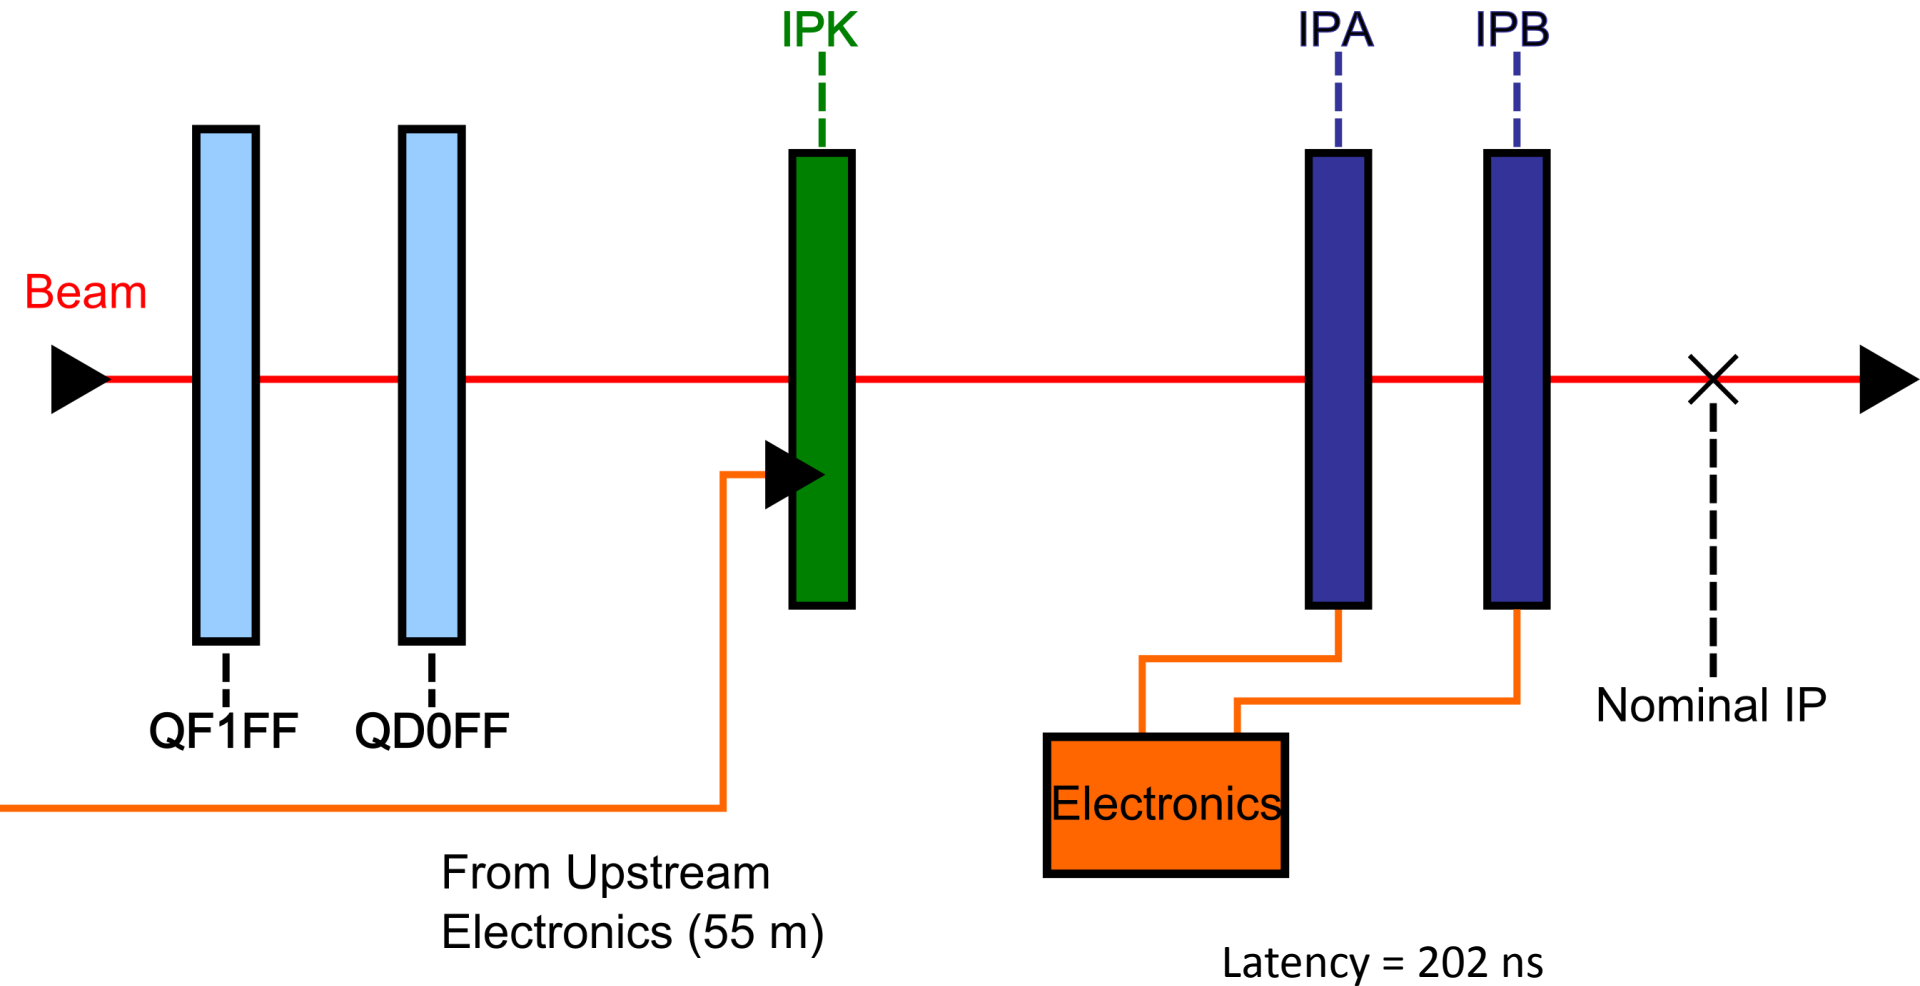 IPK
IPA
IPB
Beam
QF1FF
QD0FF
Nominal IP
Electronics
From Upstream
Electronics (55 m)
Latency = 202 ns